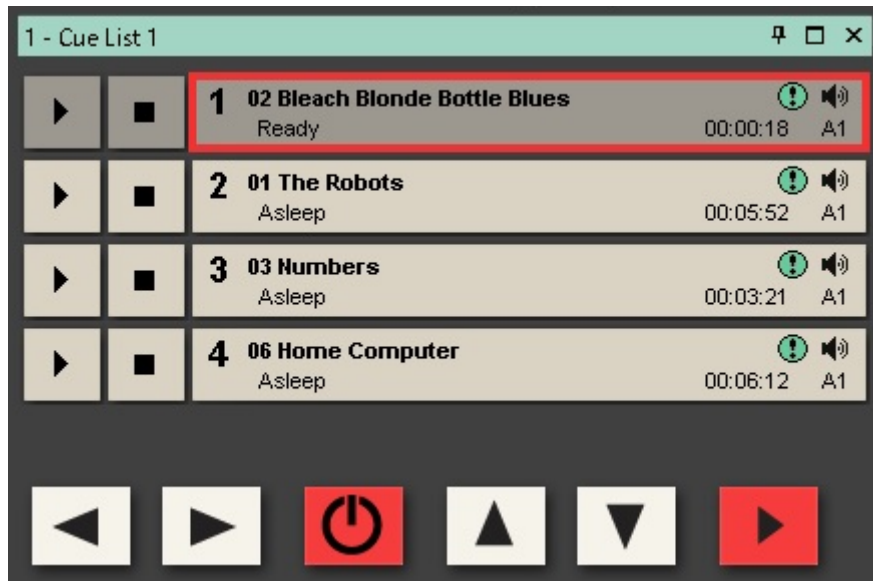 1 - Cue List 1
1 02 Bleach Blonde Bottle Blues
Ready 00:00:18 A1
2 01 The Robots
Asleep 00:05:52 A1
3 03 Numbers
Asleep 00:03:21 A1
4 06 Home Computer
Asleep 00:06:12 A1